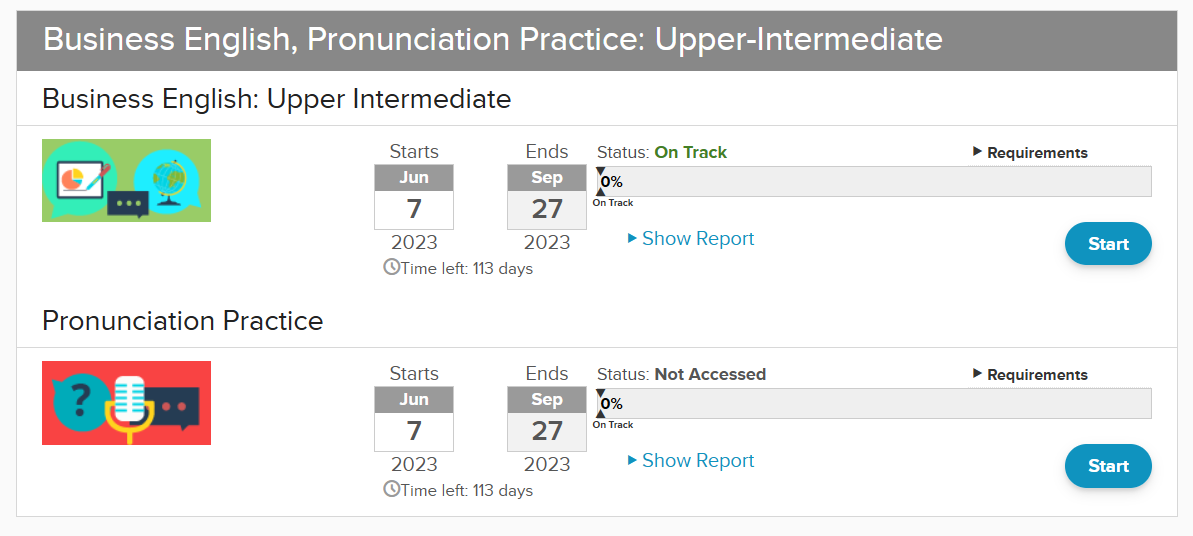 Business English, Pronunciation Practice: Upper-Intermediate
Business English: Upper Intermediate
Starts
Jun
7
2023
Ends
Sep
27
2023
Time left: 113 days
Status: On Track
Requirements
0%
On Track
Show Report
Start
Pronunciation Practice
?
Starts
Jun
7
2023
Ends
Sep
27
2023
Time left: 113 days
Status: Not Accessed
Requirements
0%
On Track
Show Report
Start